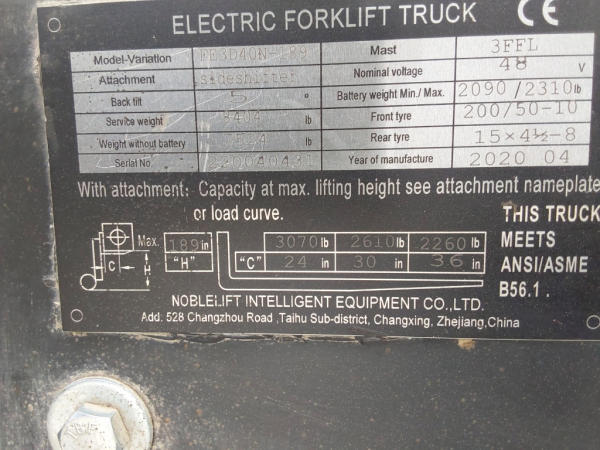 ELECTRIC FORKLIFT TRUCK CE
Model-Variation FE3D40N-189 Mast 3FFL
Attachment sideshifter Nominal voltage 48 V
Back tilt 5 ° Battery weight Min./ Max. 2090 / 2310 lb
Service weight lb Front tyre 200/50-10
Weight without battery lb Rear tyre 15×4½-8
Serial No. Year of manufacture 2020 04
With attachment: Capacity at max. lifting height see attachment nameplate
or load curve.
THIS TRUCK
MEETS
ANSI/ASME
B56.1 .
C H
Max. 189 in 3070 lb 2610 lb 2260 lb
"H" "C" 24 in 30 in 36 in
NOBLELIFT INTELLIGENT EQUIPMENT CO.,LTD.
Add: 528 Changzhou Road ,Taihu Sub-district, Changxing, Zhejiang,China